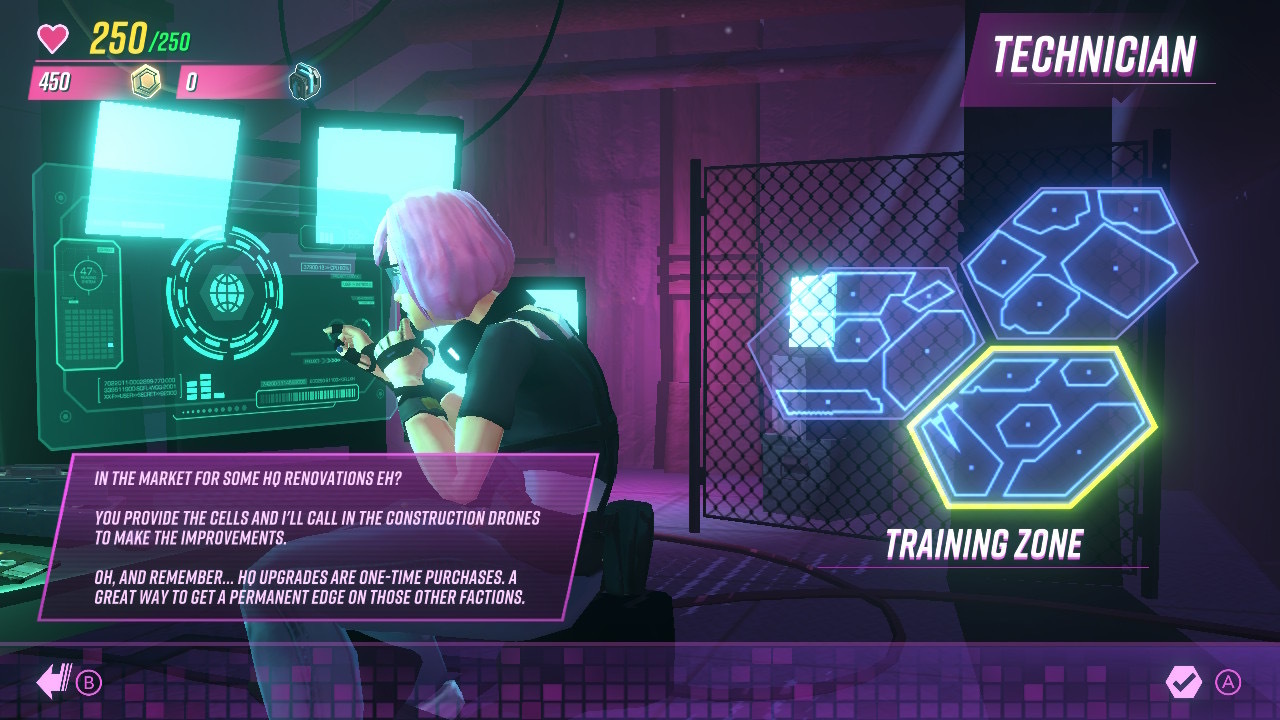 250/250
450
0
TECHNICIAN
47
IN THE MARKET FOR SOME HQ RENOVATIONS EH?
YOU PROVIDE THE CELLS AND I'LL CALL IN THE CONSTRUCTION DRONES
TO MAKE THE IMPROVEMENTS.
OH, AND REMEMBER... HQ UPGRADES ARE ONE-TIME PURCHASES. A
GREAT WAY TO GET A PERMANENT EDGE ON THOSE OTHER FACTIONS.
TRAINING ZONE
B
A